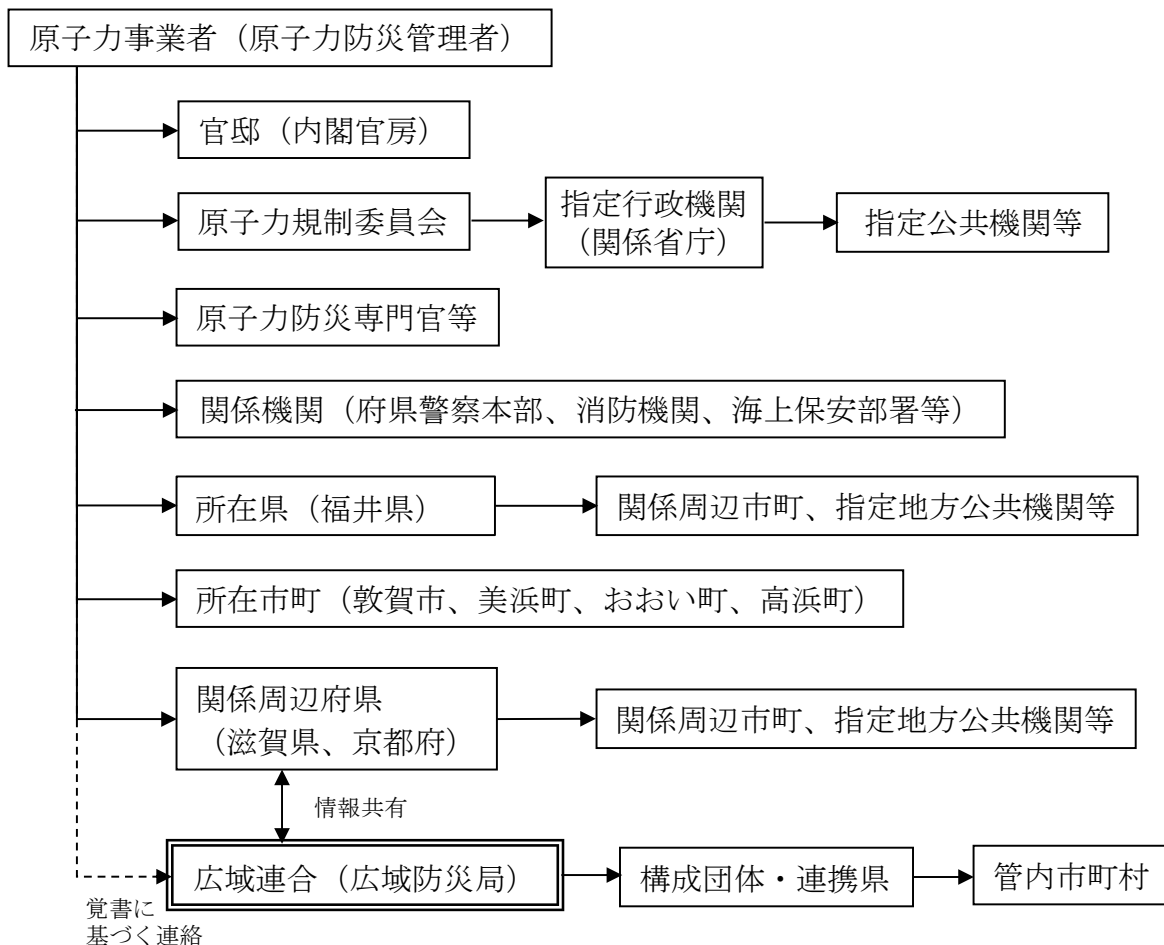 原子力事業者（原子力防災管理者）
官邸（内閣官房）
原子力規制委員会
指定行政機関
（関係省庁）
指定公共機関等
原子力防災専門官等
関係機関（府県警察本部、消防機関、海上保安部署等）
所在県（福井県）
関係周辺市町、指定地方公共機関等
所在市町（敦賀市、美浜町、おおい町、高浜町）
関係周辺府県
（滋賀県、京都府）
関係周辺市町、指定地方公共機関等
情報共有
広域連合（広域防災局）
構成団体・連携県
管内市町村
覚書に
基づく連絡